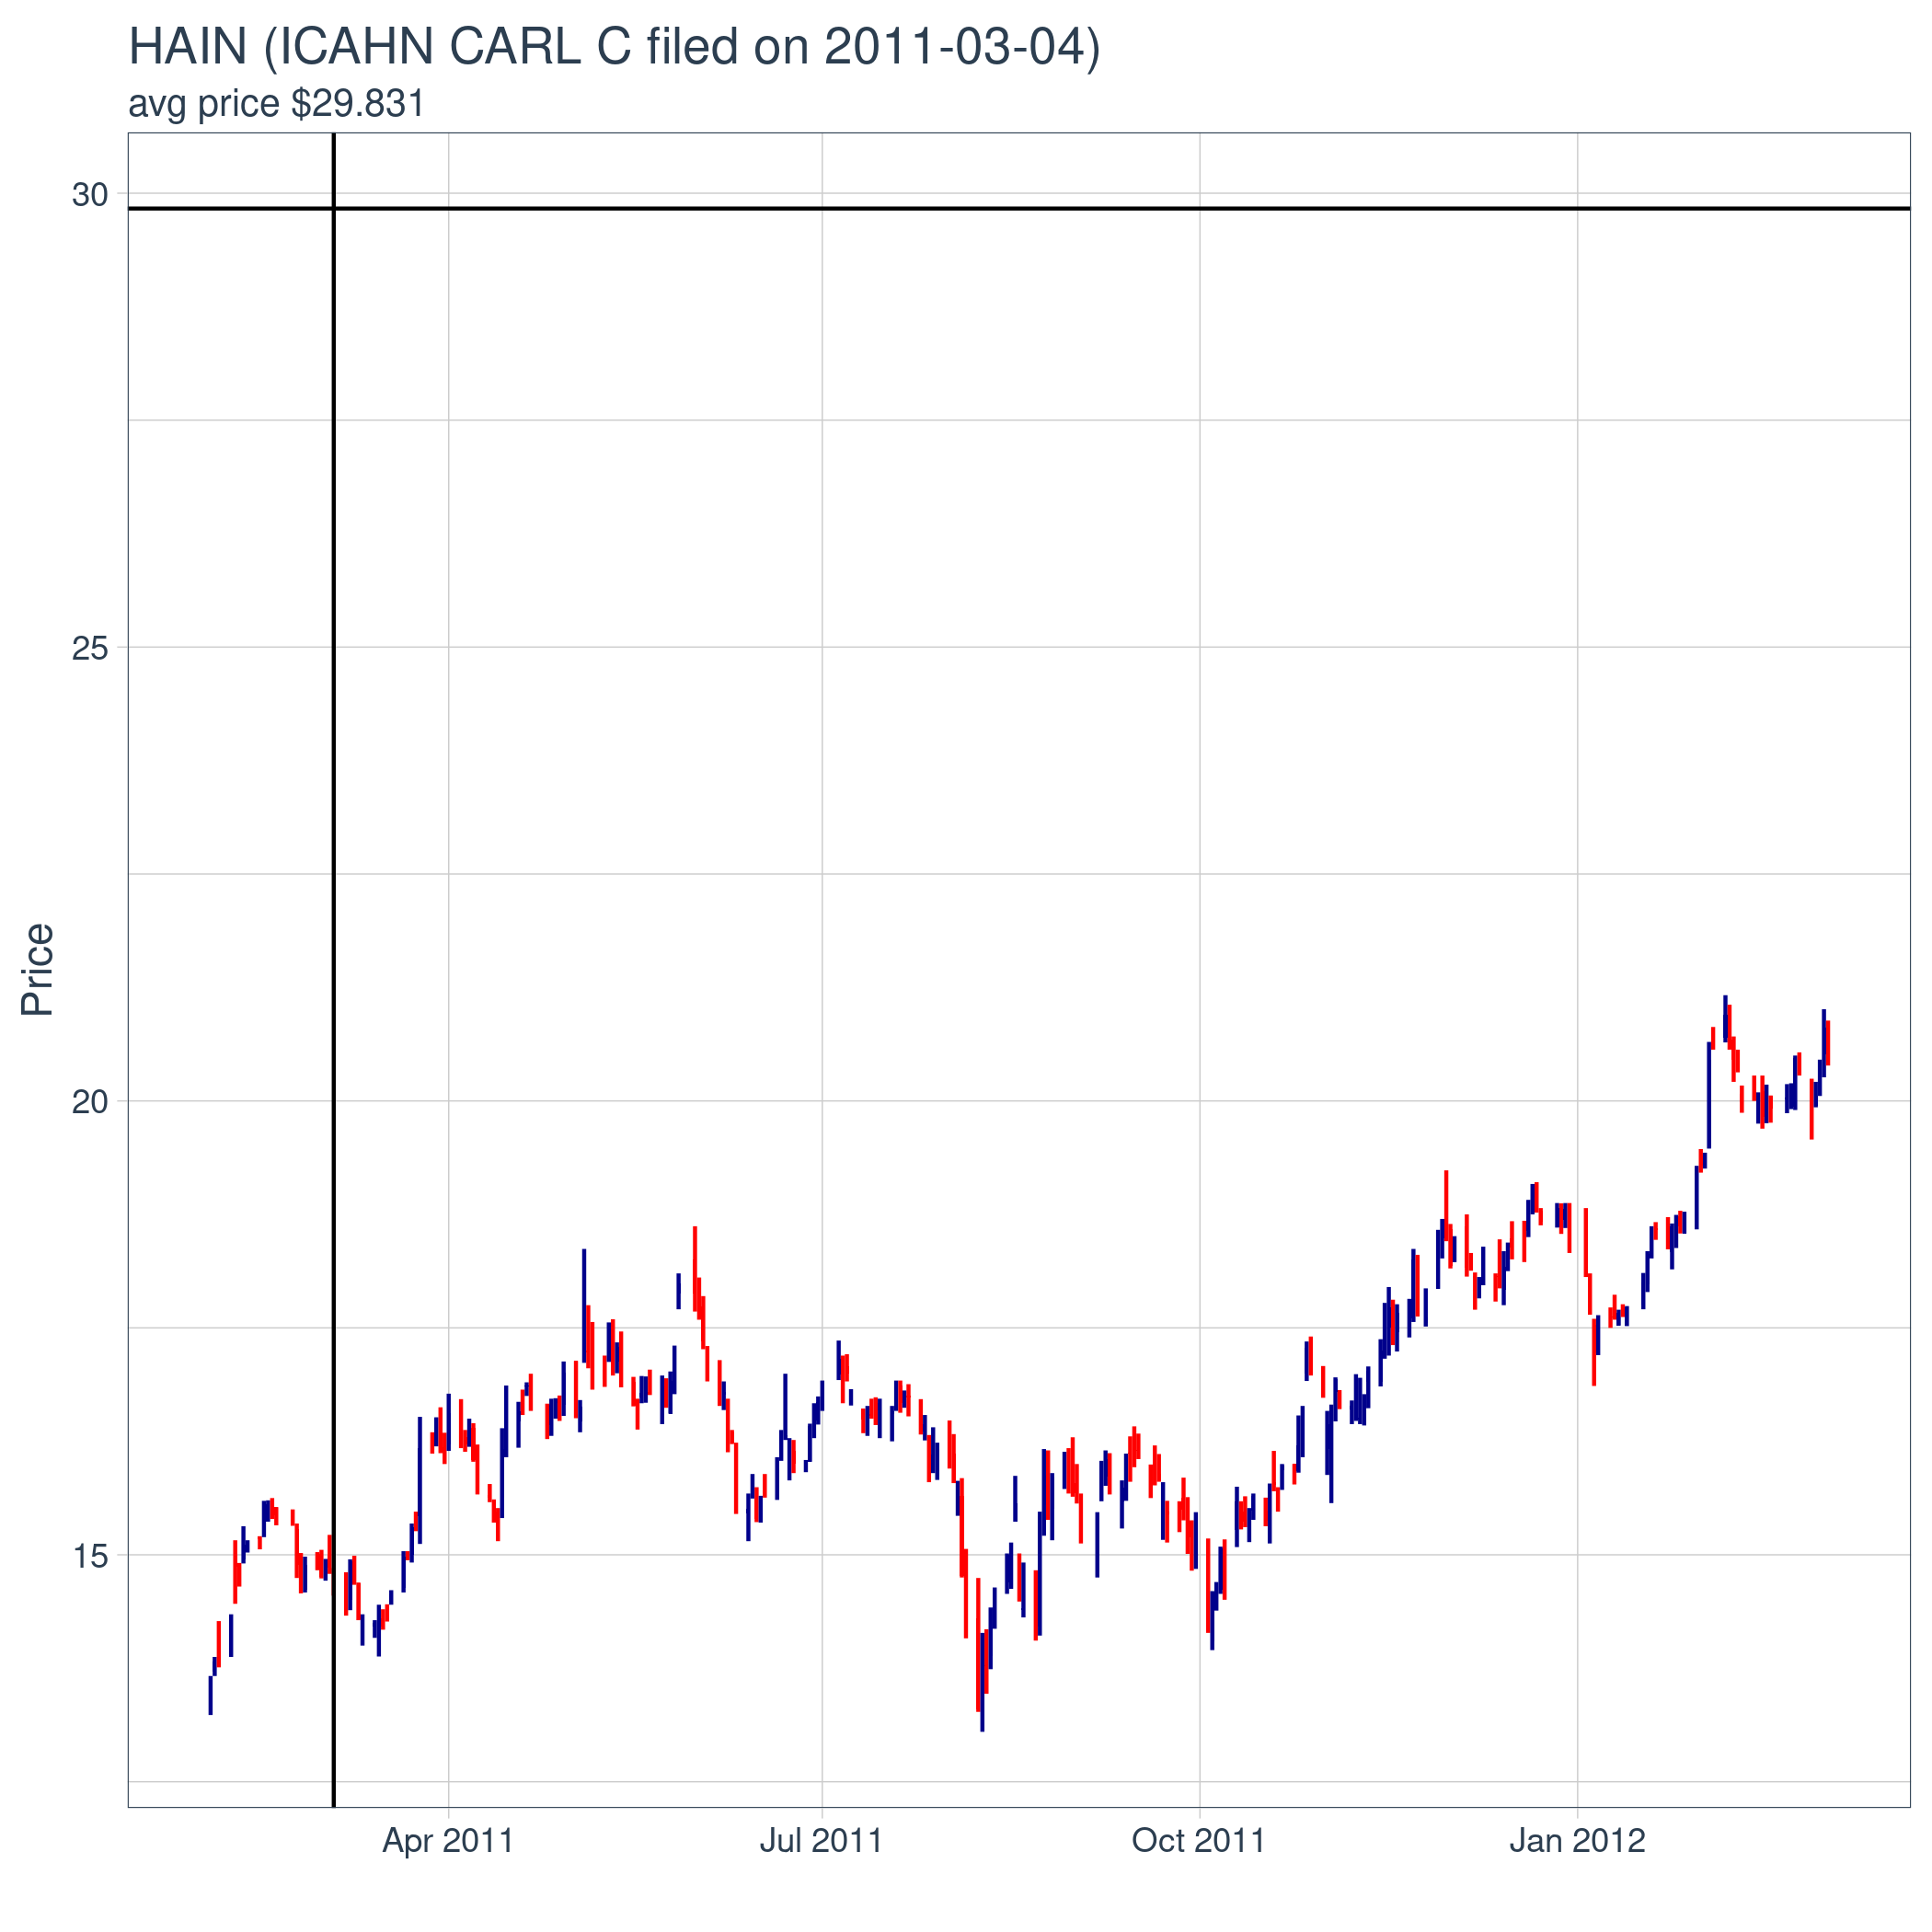 HAIN (ICAHN CARL C filed on 2011-03-04)
avg price $29.831
30
25
20
15
Price
Apr 2011
Jul 2011
Oct 2011
Jan 2012